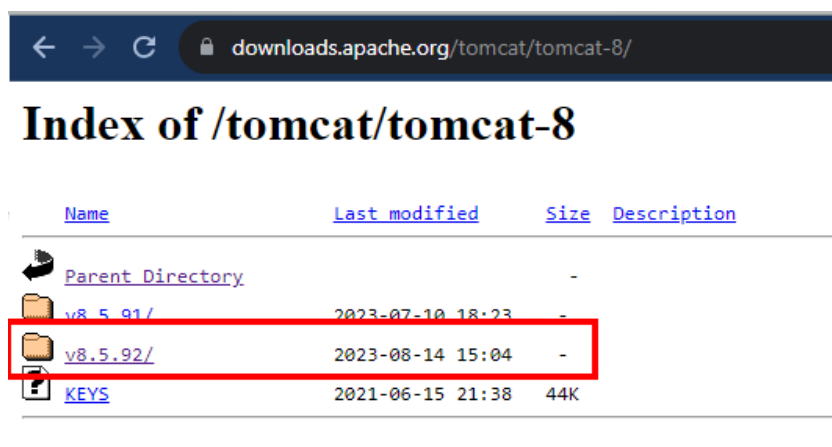 downloads.apache.org/tomcat/tomcat-8/
Index of /tomcat/tomcat-8
Name Last modified Size Description
Parent Directory -
v8.5.91/ 2023-07-10 18:23 -
v8.5.92/ 2023-08-14 15:04 -
KEYS 2021-06-15 21:38 44K